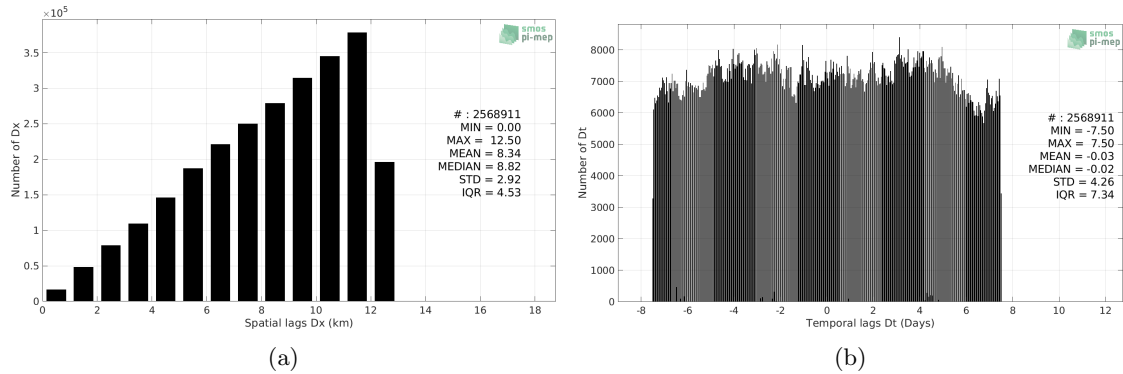 ×10^5
smos
pi-mep
3.5
3
2.5
2
1.5
1
0.5
0
Number of Dx
# : 2568911
MIN = 0.00
MAX = 12.50
MEAN = 8.34
MEDIAN = 8.82
STD = 2.92
IQR = 4.53
0 2 4 6 8 10 12 14 16 18
Spatial lags Dx (km)
(a)
smos
pi-mep
8000
7000
6000
5000
4000
3000
2000
1000
0
Number of Dt
# : 2568911
MIN = -7.50
MAX = 7.50
MEAN = -0.03
MEDIAN = -0.02
STD = 4.26
IQR = 7.34
-8 -6 -4 -2 0 2 4 6 8 10 12
Temporal lags Dt (Days)
(b)